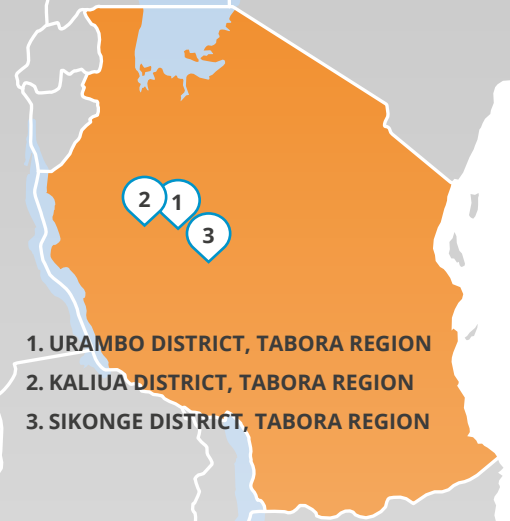 2
1
3
1. URAMBO DISTRICT, TABORA REGION
2. KALIUA DISTRICT, TABORA REGION
3. SIKONGE DISTRICT, TABORA REGION